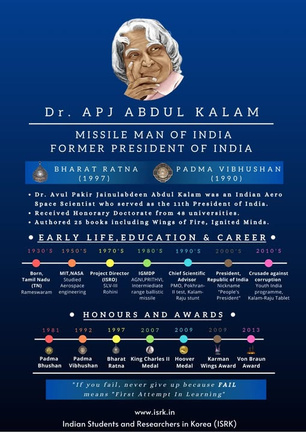 Dr. APJ ABDUL KALAM
MISSILE MAN OF INDIA
FORMER PRESIDENT OF INDIA
BHARAT RATNA
(1997)
PADMA VIBHUSHAN
(1990)
• Dr. Avul Pakir Jainulabdeen Abdul Kalam was an Indian Aero
Space Scientist who served as the 11th President of India.
• Received Honorary Doctorate from 48 universities.
• Authored 25 books including Wings of Fire, Ignited Minds.
EARLY LIFE,EDUCATION & CAREER
1930'S 1950'S 1970'S 1980'S 1990'S 2000'S 2010'S
Born,
Tamil Nadu
(TN)
Rameswaram
MIT,NASA
Studied
Aerospace
engineering
Project Director
(ISRO)
SLV-III
Rohini
IGMDP
AGNI,PRITHVI,
intermediate
range ballistic
missile
Chief Scientific
Adviser
PMO, Pokhran-
II test, Kalam-
Raju stunt
President,
Republic of India
Nickname
"People's
President"
Crusade against
corruption
Youth India
programme,
Kalam-Raju Tablet
HONOURS AND AWARDS
1981 1992 1997 2007 2009 2009 2013
Padma
Bhushan
Padma
Vibhushan
Bharat
Ratna
King Charles II
Medal
Hoover
Medal
Karman
Wings Award
Von Braun
Award
"If you fail, never give up because FAIL
means "First Attempt In Learning"
www.isrk.in
Indian Students and Researchers in Korea (ISRK)